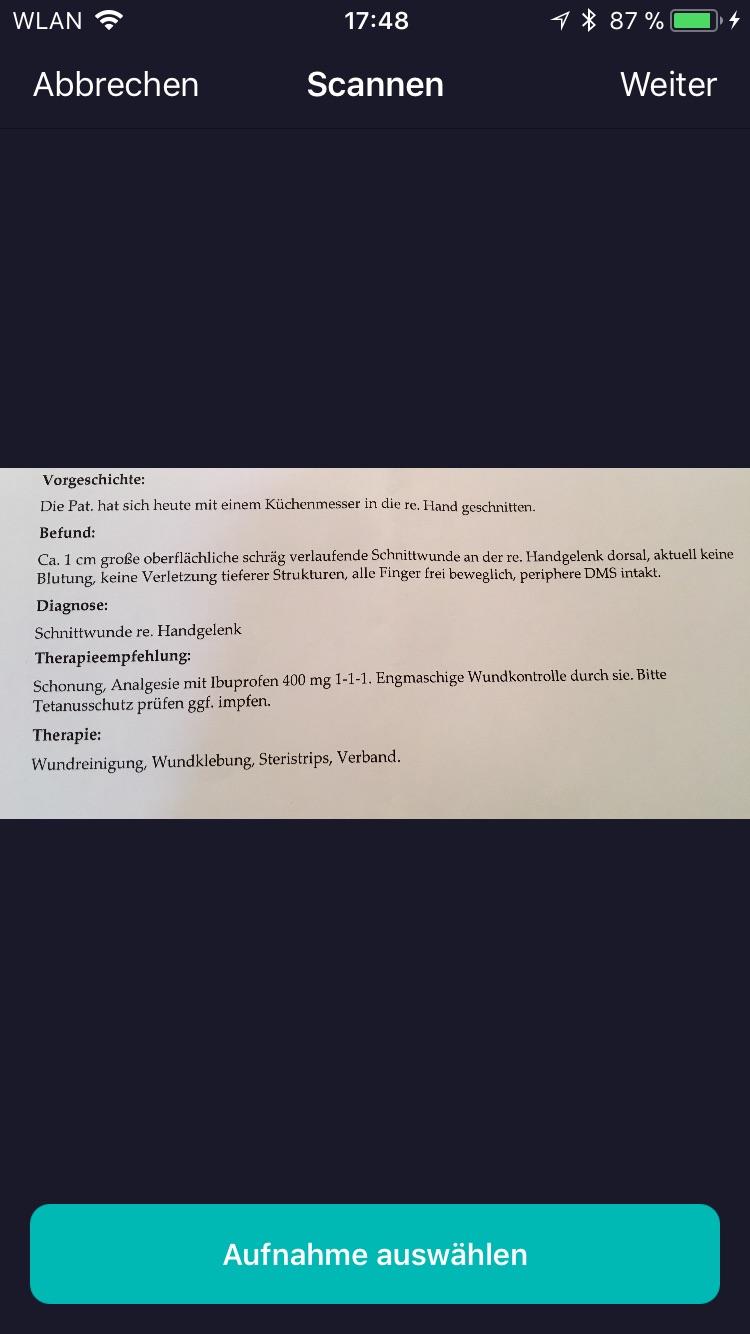 WLAN 17:48 87 %
Abbrechen Scannen Weiter
Vorgeschichte:
Die Pat. hat sich heute mit einem Küchenmesser in die re. Hand geschnitten.
Befund:
Ca. 1 cm große oberflächliche schräg verlaufende Schnittwunde an der re. Handgelenk dorsal, aktuell keine
Blutung, keine Verletzung tieferer Strukturen, alle Finger frei beweglich, periphere DMS intakt.
Diagnose:
Schnittwunde re. Handgelenk
Therapieempfehlung:
Schonung, Analgesie mit Ibuprofen 400 mg 1-1-1. Engmaschige Wundkontrolle durch sie. Bitte
Tetanusschutz prüfen ggf. impfen.
Therapie:
Wundreinigung, Wundklebung, Steristrips, Verband.
Aufnahme auswählen